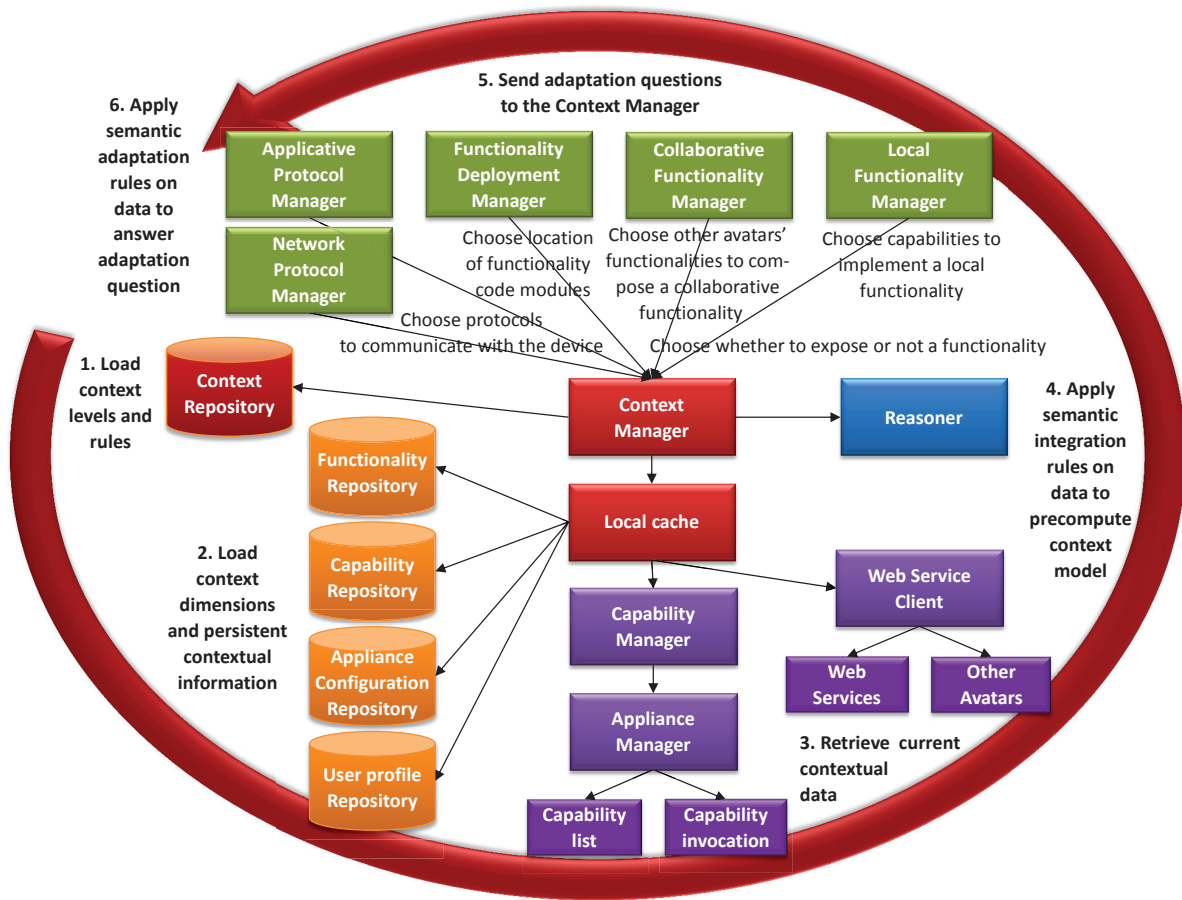 5. Send adaptation questions
to the Context Manager
6. Apply
semantic
adaptation
rules on
data to
answer
adaptation
question
Applicative
Protocol
Manager
Functionality
Deployment
Manager
Collaborative
Functionality
Manager
Local
Functionality
Manager
Network
Protocol
Manager
Choose location
of functionality
code modules
Choose other avatars'
functionalities to com-
pose a collaborative
functionality
Choose capabilities to
implement a local
functionality
Choose protocols
to communicate with the device
Choose whether to expose or not a functionality
1. Load
context
levels and
rules
Context
Repository
Context
Manager
Reasoner
4. Apply
semantic
integration
rules on
data to
precompute
context
model
Functionality
Repository
Local cache
2. Load
context
dimensions
and persistent
contextual
information
Capability
Repository
Capability
Manager
Web Service
Client
Appliance
Configuration
Repository
Web
Services
Other
Avatars
Appliance
Manager
3. Retrieve current
contextual
data
User profile
Repository
Capability
list
Capability
invocation